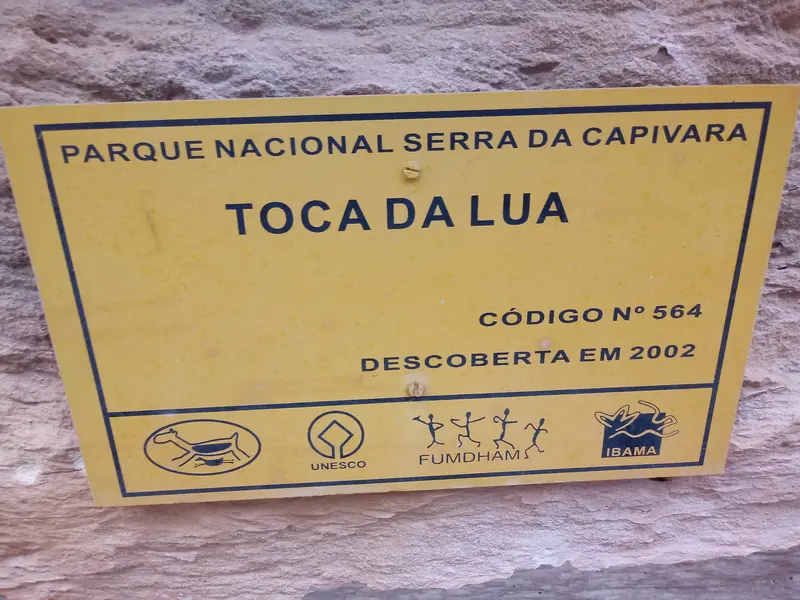 PARQUE NACIONAL SERRA DA CAPIVARA
TOCA DA LUA
CÓDIGO Nº 564
DESCOBERTA EM 2002
UNESCO
FUMDHAM
IBAMA